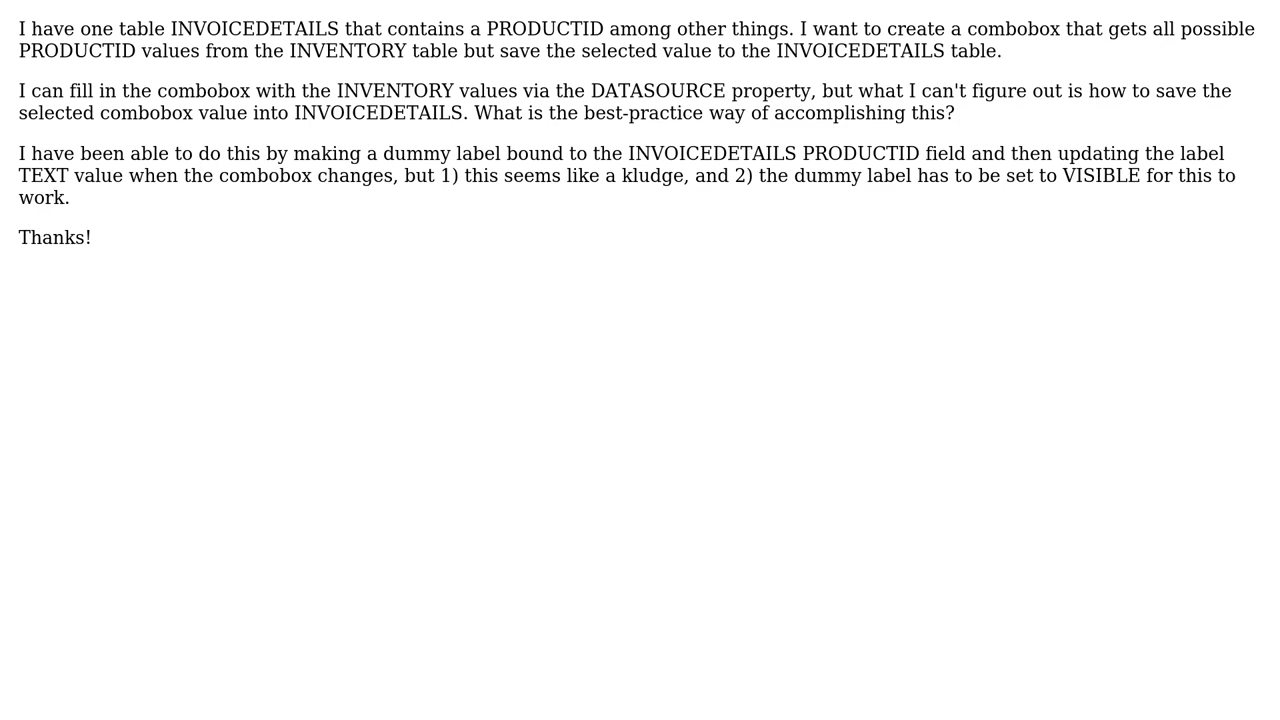 I have one table INVOICEDETAILS that contains a PRODUCTID among other things. I want to create a combobox that gets all possible
PRODUCTID values from the INVENTORY table but save the selected value to the INVOICEDETAILS table.
I can fill in the combobox with the INVENTORY values via the DATASOURCE property, but what I can't figure out is how to save the
selected combobox value into INVOICEDETAILS. What is the best-practice way of accomplishing this?
I have been able to do this by making a dummy label bound to the INVOICEDETAILS PRODUCTID field and then updating the label
TEXT value when the combobox changes, but 1) this seems like a kludge, and 2) the dummy label has to be set to VISIBLE for this to
work.
Thanks!